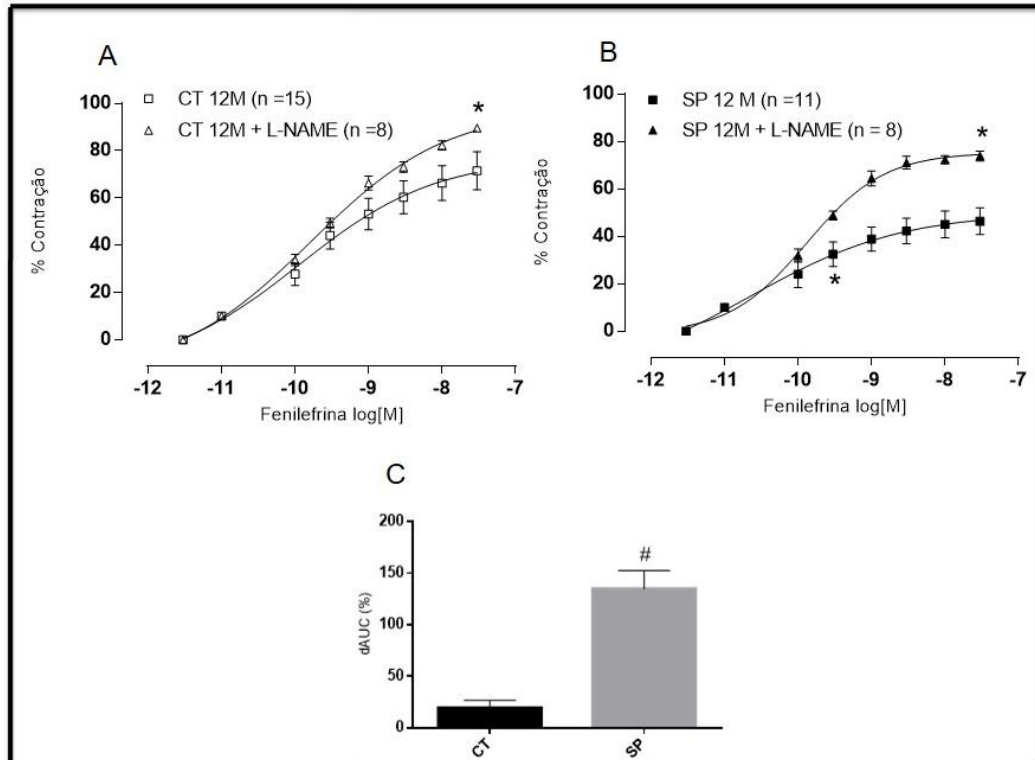 A
□ CT 12M (n =15)
△ CT 12M + L-NAME (n =8)
*
100
80
60
40
20
0
% Contração
-12 -11 -10 -9 -8 -7
Fenilefrina log[M]
B
■ SP 12 M (n =11)
▲ SP 12M + L-NAME (n = 8)
*
*
100
80
60
40
20
0
% Contração
-12 -11 -10 -9 -8 -7
Fenilefrina log[M]
C
200
150
100
50
0
dAUC (%)
#
CT SP